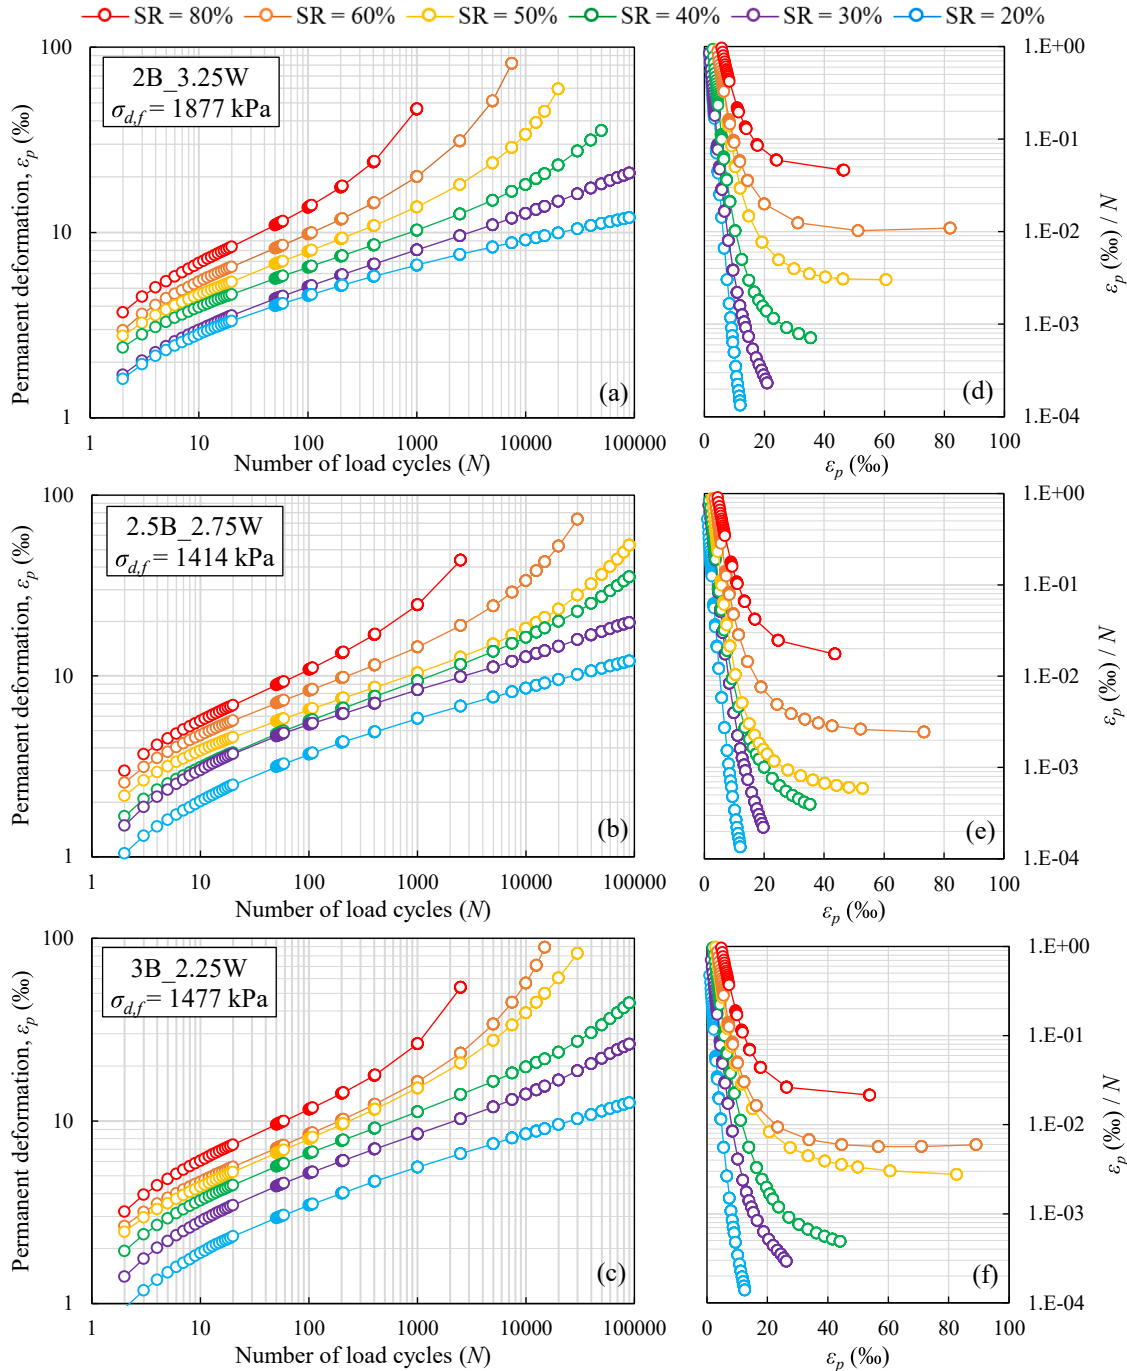 SR = 80% SR = 60% SR = 50% SR = 40% SR = 30% SR = 20%
Permanent deformation, εp (‰)
100
10
1
2B_3.25W
σd,f = 1877 kPa
(a)
1 10 100 1000 10000 100000
Number of load cycles (N)
(d)
1.E+00
1.E-01
1.E-02
1.E-03
1.E-04
εp (‰) / N
0 20 40 60 80 100
εp (‰)
Permanent deformation, εp (‰)
100
10
1
2.5B_2.75W
σd,f = 1414 kPa
(b)
1 10 100 1000 10000 100000
Number of load cycles (N)
(e)
1.E+00
1.E-01
1.E-02
1.E-03
1.E-04
εp (‰) / N
0 20 40 60 80 100
εp (‰)
Permanent deformation, εp (‰)
100
10
1
3B_2.25W
σd,f = 1477 kPa
(c)
1 10 100 1000 10000 100000
Number of load cycles (N)
(f)
1.E+00
1.E-01
1.E-02
1.E-03
1.E-04
εp (‰) / N
0 20 40 60 80 100
εp (‰)